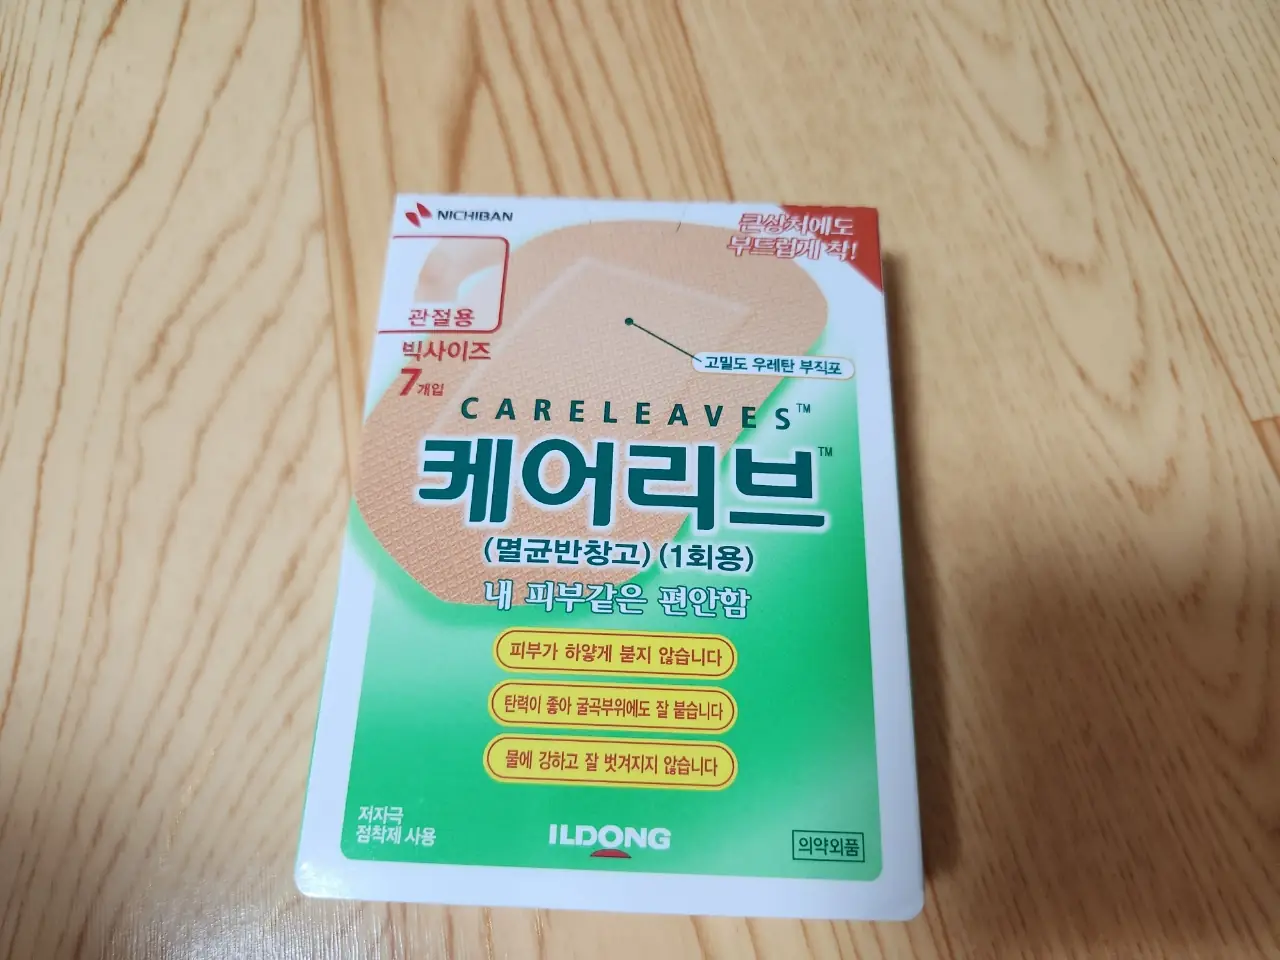 NICHIBAN
큰상처에도
부드럽게 착!
관절용
빅사이즈
7개입
고밀도 우레탄 부직포
CARELEAVES™
케어리브™
(멸균반창고) (1회용)
내 피부같은 편안함
피부가 하얗게 붇지 않습니다
탄력이 좋아 굴곡부위에도 잘 붙습니다
물에 강하고 잘 벗겨지지 않습니다
저자극
점착제 사용
ILDONG
의약외품